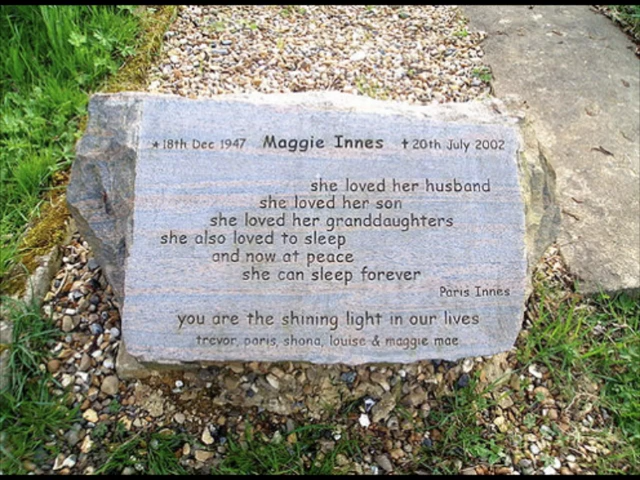 ★18th Dec 1947 Maggie Innes ✝20th July 2002
she loved her husband
she loved her son
she loved her granddaughters
she also loved to sleep
and now at peace
she can sleep forever
Paris Innes
you are the shining light in our lives
trevor, paris, shona, louise & maggie mae